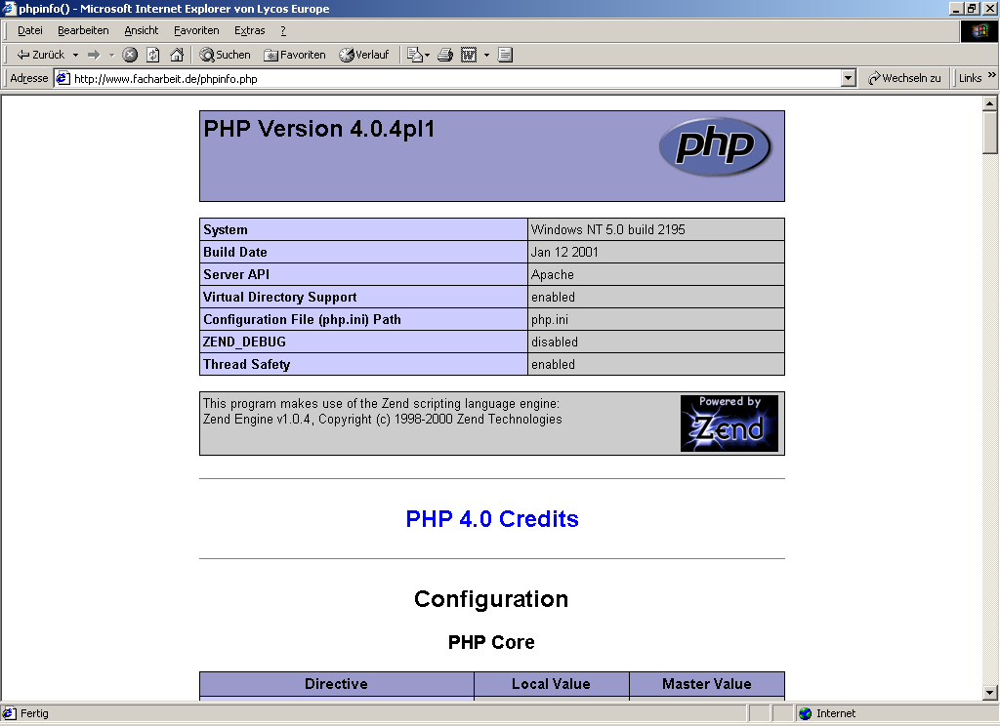 phpinfo() - Microsoft Internet Explorer von Lycos Europe
Datei Bearbeiten Ansicht Favoriten Extras ?
Zurück Suchen Favoriten Verlauf
Adresse http://www.facharbeit.de/phpinfo.php Wechseln zu Links »
PHP Version 4.0.4pl1
php
System Windows NT 5.0 build 2195
Build Date Jan 12 2001
Server API Apache
Virtual Directory Support enabled
Configuration File (php.ini) Path php.ini
ZEND_DEBUG disabled
Thread Safety enabled
This program makes use of the Zend scripting language engine:
Zend Engine v1.0.4, Copyright (c) 1998-2000 Zend Technologies
Powered by
Zend
PHP 4.0 Credits
Configuration
PHP Core
Directive Local Value Master Value
Fertig Internet